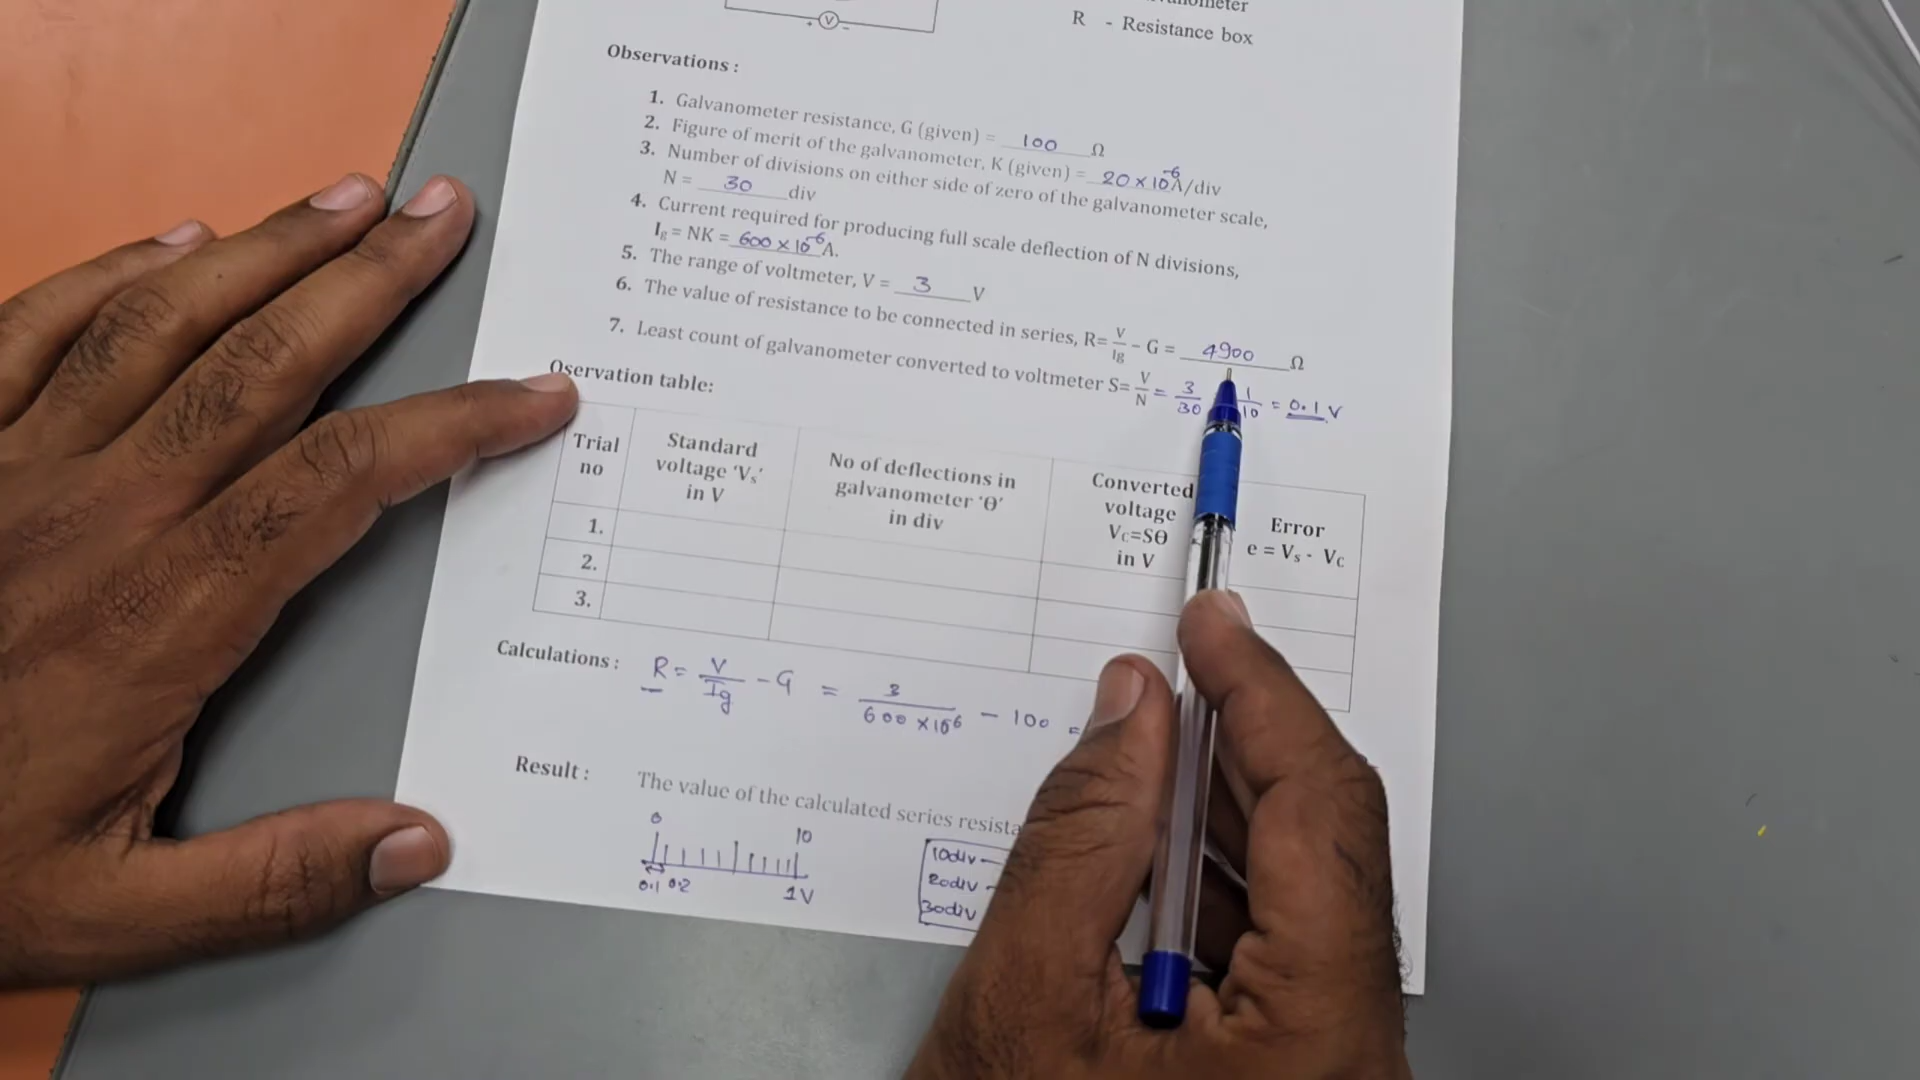 + V -
R - Resistance box
Observations :
1. Galvanometer resistance, G (given) = 100 Ω
2. Figure of merit of the galvanometer, K (given) = 20 × 10⁻⁶ A/div
3. Number of divisions on either side of zero of the galvanometer scale,
N = 30 div
4. Current required for producing full scale deflection of N divisions,
Ig = NK = 600 × 10⁻⁶ A.
5. The range of voltmeter, V = 3 V
6. The value of resistance to be connected in series, R= V/Ig − G = 4900 Ω
7. Least count of galvanometer converted to voltmeter S= V/N = 3/30 1/10 = 0.1 V
Oservation table:
Trial no
Standard voltage ‘Vs’ in V
No of deflections in galvanometer ‘Θ’ in div
Converted voltage Vc=SΘ in V
Error e = Vs - Vc
1.
2.
3.
Calculations : R = V/Ig − G = 3/600 × 10⁻⁶ − 100 =
Result : The value of the calculated series
0 10
0.1 0.2 1V
10div –
20div –
30div